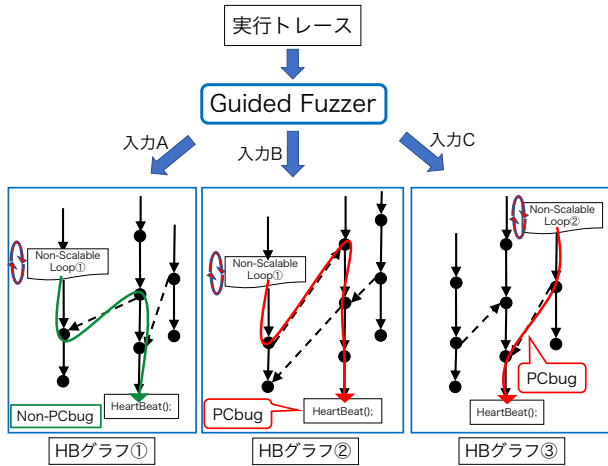 実行トレース
Guided Fuzzer
入力A
入力B
入力C
Non-Scalable
Loop①
Non-PCbug
HeartBeat();
HBグラフ①
Non-Scalable
Loop①
PCbug
HeartBeat();
HBグラフ②
Non-Scalable
Loop②
PCbug
HeartBeat();
HBグラフ③